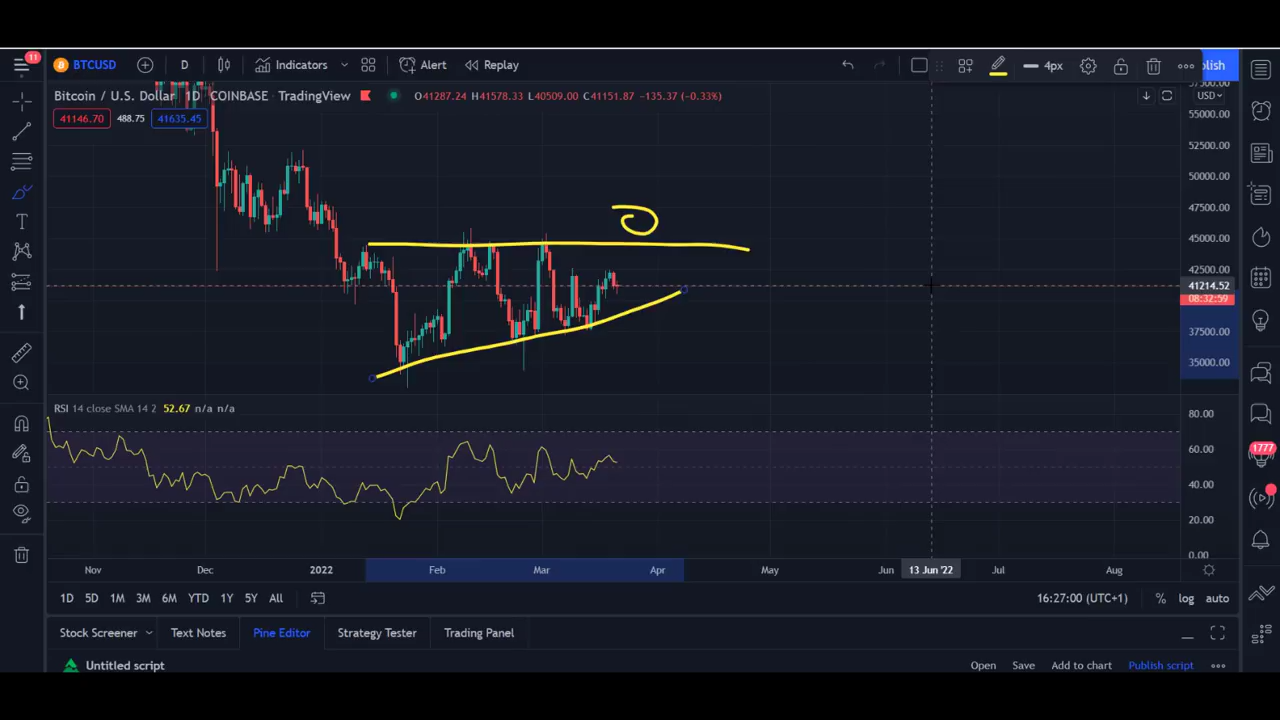 11 BTCUSD D Indicators Alert Replay 4px lish
Bitcoin / U.S. Dollar 1D COINBASE TradingView O41287.24 H41578.33 L40509.00 C41151.87 -135.37 (-0.33%) USD
41146.70 488.75 41635.45
57500.00
55000.00
52500.00
50000.00
47500.00
45000.00
42500.00
41214.52
08:32:59
37500.00
35000.00
RSI 14 close SMA 14 2 52.67 n/a n/a
80.00
60.00
40.00
20.00
0.00
1777
Nov Dec 2022 Feb Mar Apr May Jun 13 Jun '22 Jul Aug
1D 5D 1M 3M 6M YTD 1Y 5Y All 16:27:00 (UTC+1) % log auto
Stock Screener Text Notes Pine Editor Strategy Tester Trading Panel
Untitled script Open Save Add to chart Publish script